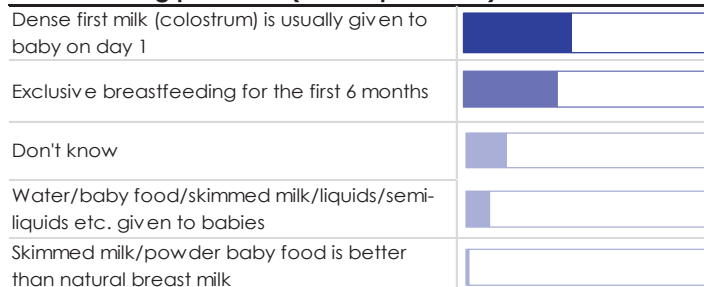 Dense first milk (colostrum) is usually given to
baby on day 1
Exclusive breastfeeding for the first 6 months
Don't know
Water/baby food/skimmed milk/liquids/semi-
liquids etc. given to babies
Skimmed milk/powder baby food is better
than natural breast milk